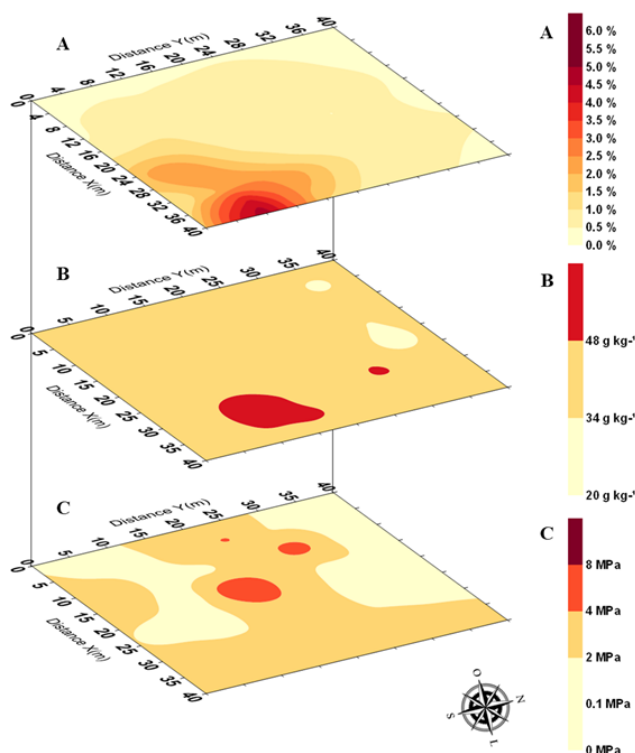 A
Distance Y(m)
0 4 8 12 16 20 24 28 32 36 40
0 4 8 12 16 20 24 28 32 36 40
Distance X(m)
A
6.0 %
5.5 %
5.0 %
4.5 %
4.0 %
3.5 %
3.0 %
2.5 %
2.0 %
1.5 %
1.0 %
0.5 %
0.0 %
B
Distance Y(m)
0 5 10 15 20 25 30 35 40
0 5 10 15 20 25 30 35 40
Distance X(m)
B
48 g kg-¹
34 g kg-¹
20 g kg-¹
C
Distance Y(m)
0 5 10 15 20 25 30 35 40
0 5 10 15 20 25 30 35 40
Distance X(m)
C
8 MPa
4 MPa
2 MPa
0.1 MPa
0 MPa
O
N
S
L